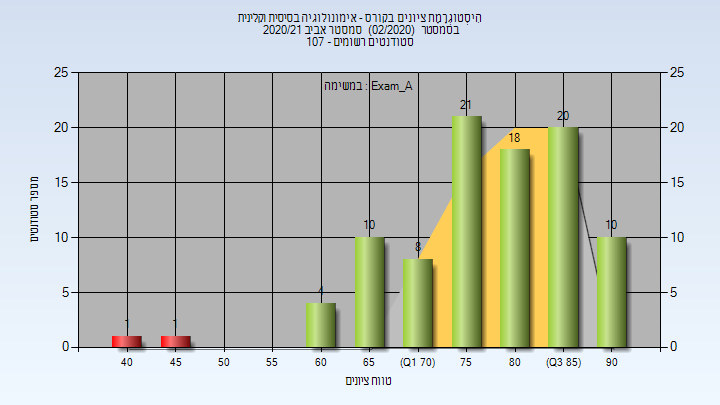 היסטוגרמת ציונים בקורס - אימונולוגיה בסיסית וקלינית
בסמסטר (02/2020) סמסטר אביב 2020/21
סטודנטים רשומים - 107
במשימה : Exam_A
25 25
20 20
15 15
10 10
5 5
0 0
מספר סטודנטים
1 1 4 10 8 21 18 20 10
40 45 50 55 60 65 (Q1 70) 75 80 (Q3 85) 90
טווח ציונים